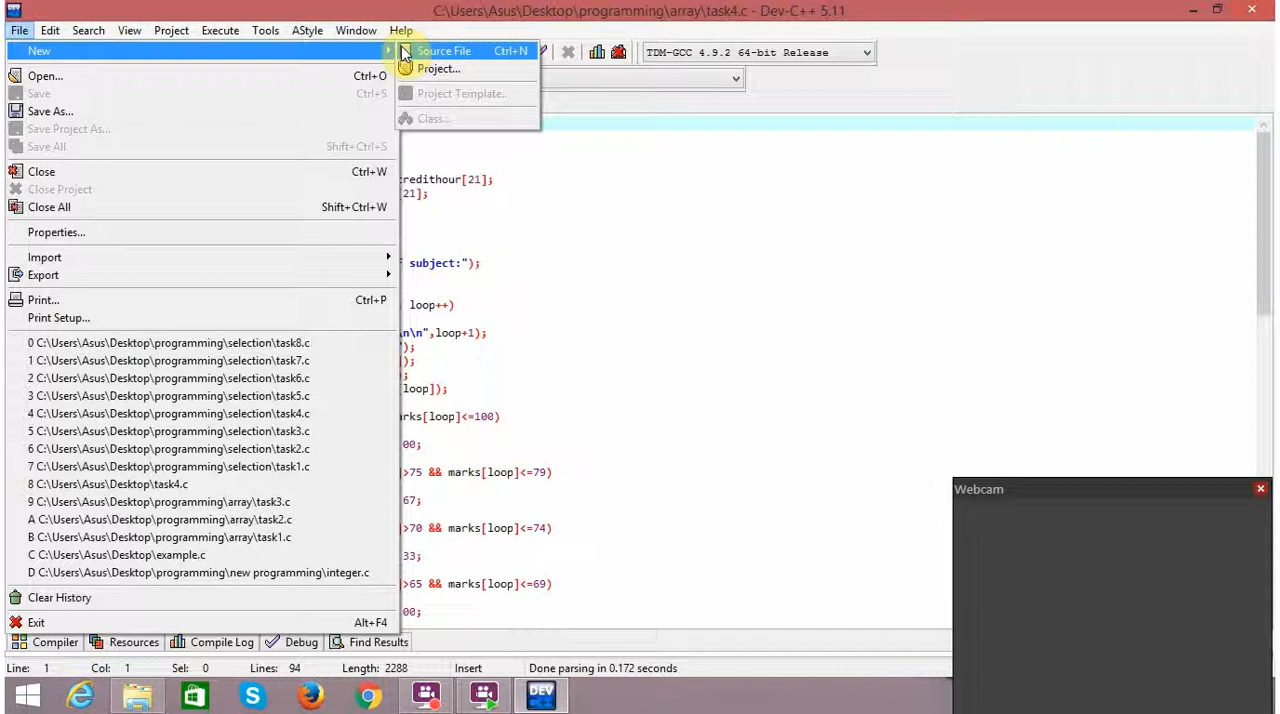 C:\Users\Asus\Desktop\programming\array\task4.c - Dev-C++ 5.11
File Edit Search View Project Execute Tools AStyle Window Help
New
Source File Ctrl+N
TDM-GCC 4.9.2 64-bit Release
Project...
Open... Ctrl+O
Save Ctrl+S
Project Template..
Save As...
Class...
Save Project As...
Save All Shift+Ctrl+S
Close Ctrl+W
redithour[21];
Close Project
[21];
Close All Shift+Ctrl+W
Properties...
Import
subject:");
Export
Print... Ctrl+P
loop++)
Print Setup...
\n\n",loop+1);
0 C:\Users\Asus\Desktop\programming\selection\task8.c
");
1 C:\Users\Asus\Desktop\programming\selection\task7.c
);
2 C:\Users\Asus\Desktop\programming\selection\task6.c
;
loop]);
3 C:\Users\Asus\Desktop\programming\selection\task5.c
4 C:\Users\Asus\Desktop\programming\selection\task4.c
rks[loop]<=100)
5 C:\Users\Asus\Desktop\programming\selection\task3.c
00;
6 C:\Users\Asus\Desktop\programming\selection\task2.c
7 C:\Users\Asus\Desktop\programming\selection\task1.c
>75 && marks[loop]<=79)
8 C:\Users\Asus\Desktop\task4.c
Webcam
9 C:\Users\Asus\Desktop\programming\array\task3.c
67;
A C:\Users\Asus\Desktop\programming\array\task2.c
>70 && marks[loop]<=74)
B C:\Users\Asus\Desktop\programming\array\task1.c
C C:\Users\Asus\Desktop\example.c
33;
D C:\Users\Asus\Desktop\programming\new programming\integer.c
>65 && marks[loop]<=69)
Clear History
00;
Exit Alt+F4
Compiler Resources Compile Log Debug Find Results
Line: 1 Col: 1 Sel: 0 Lines: 94 Length: 2288 Insert Done parsing in 0.172 seconds
DEV